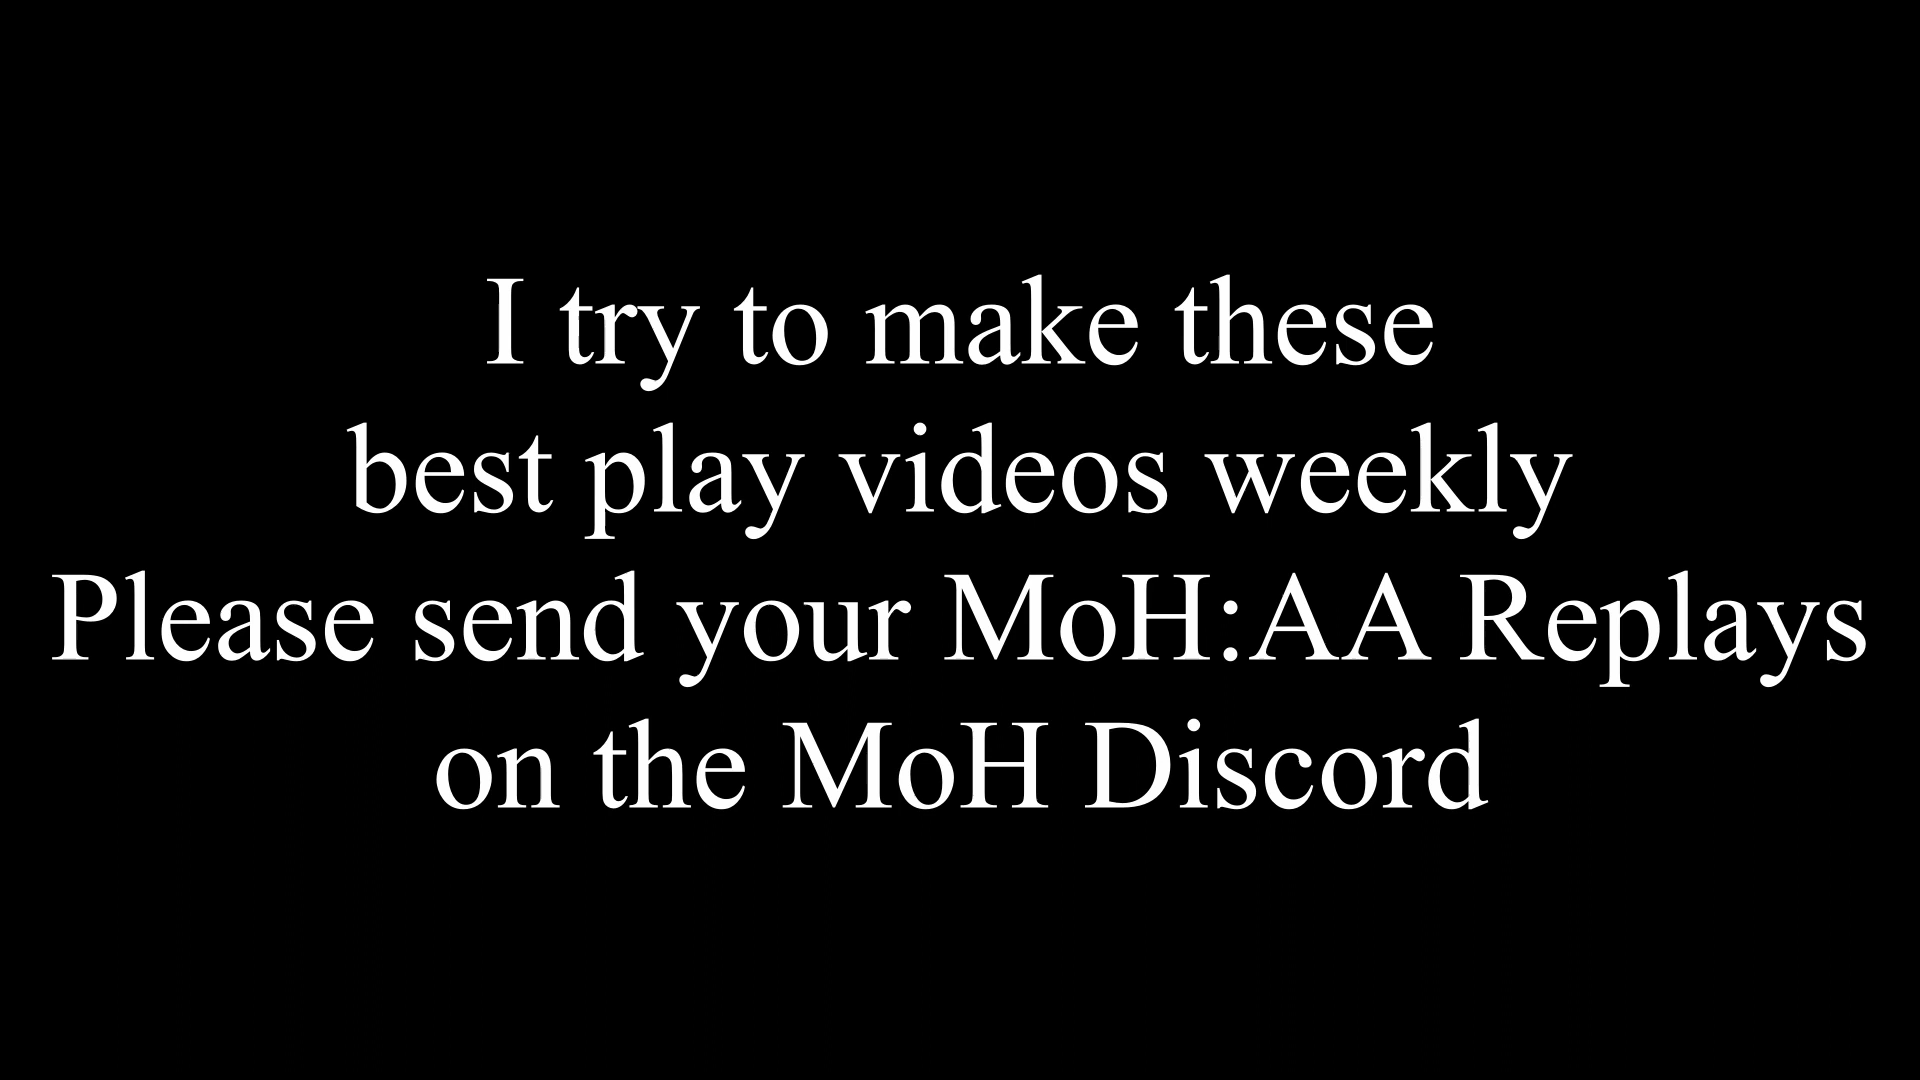 I try to make these
best play videos weekly
Please send your MoH:AA Replays
on the MoH Discord